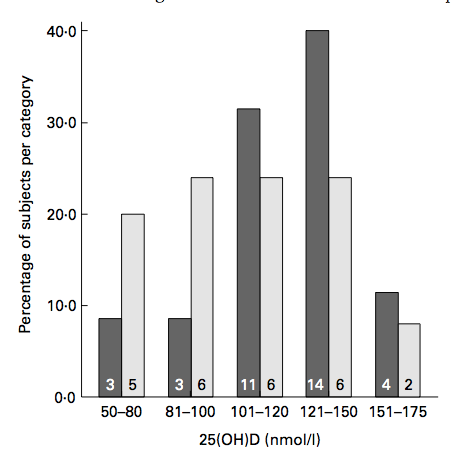 40·0
30·0
20·0
10·0
0·0
Percentage of subjects per category
3 5 3 6 11 6 14 6 4 2
50–80 81–100 101–120 121–150 151–175
25(OH)D (nmol/l)